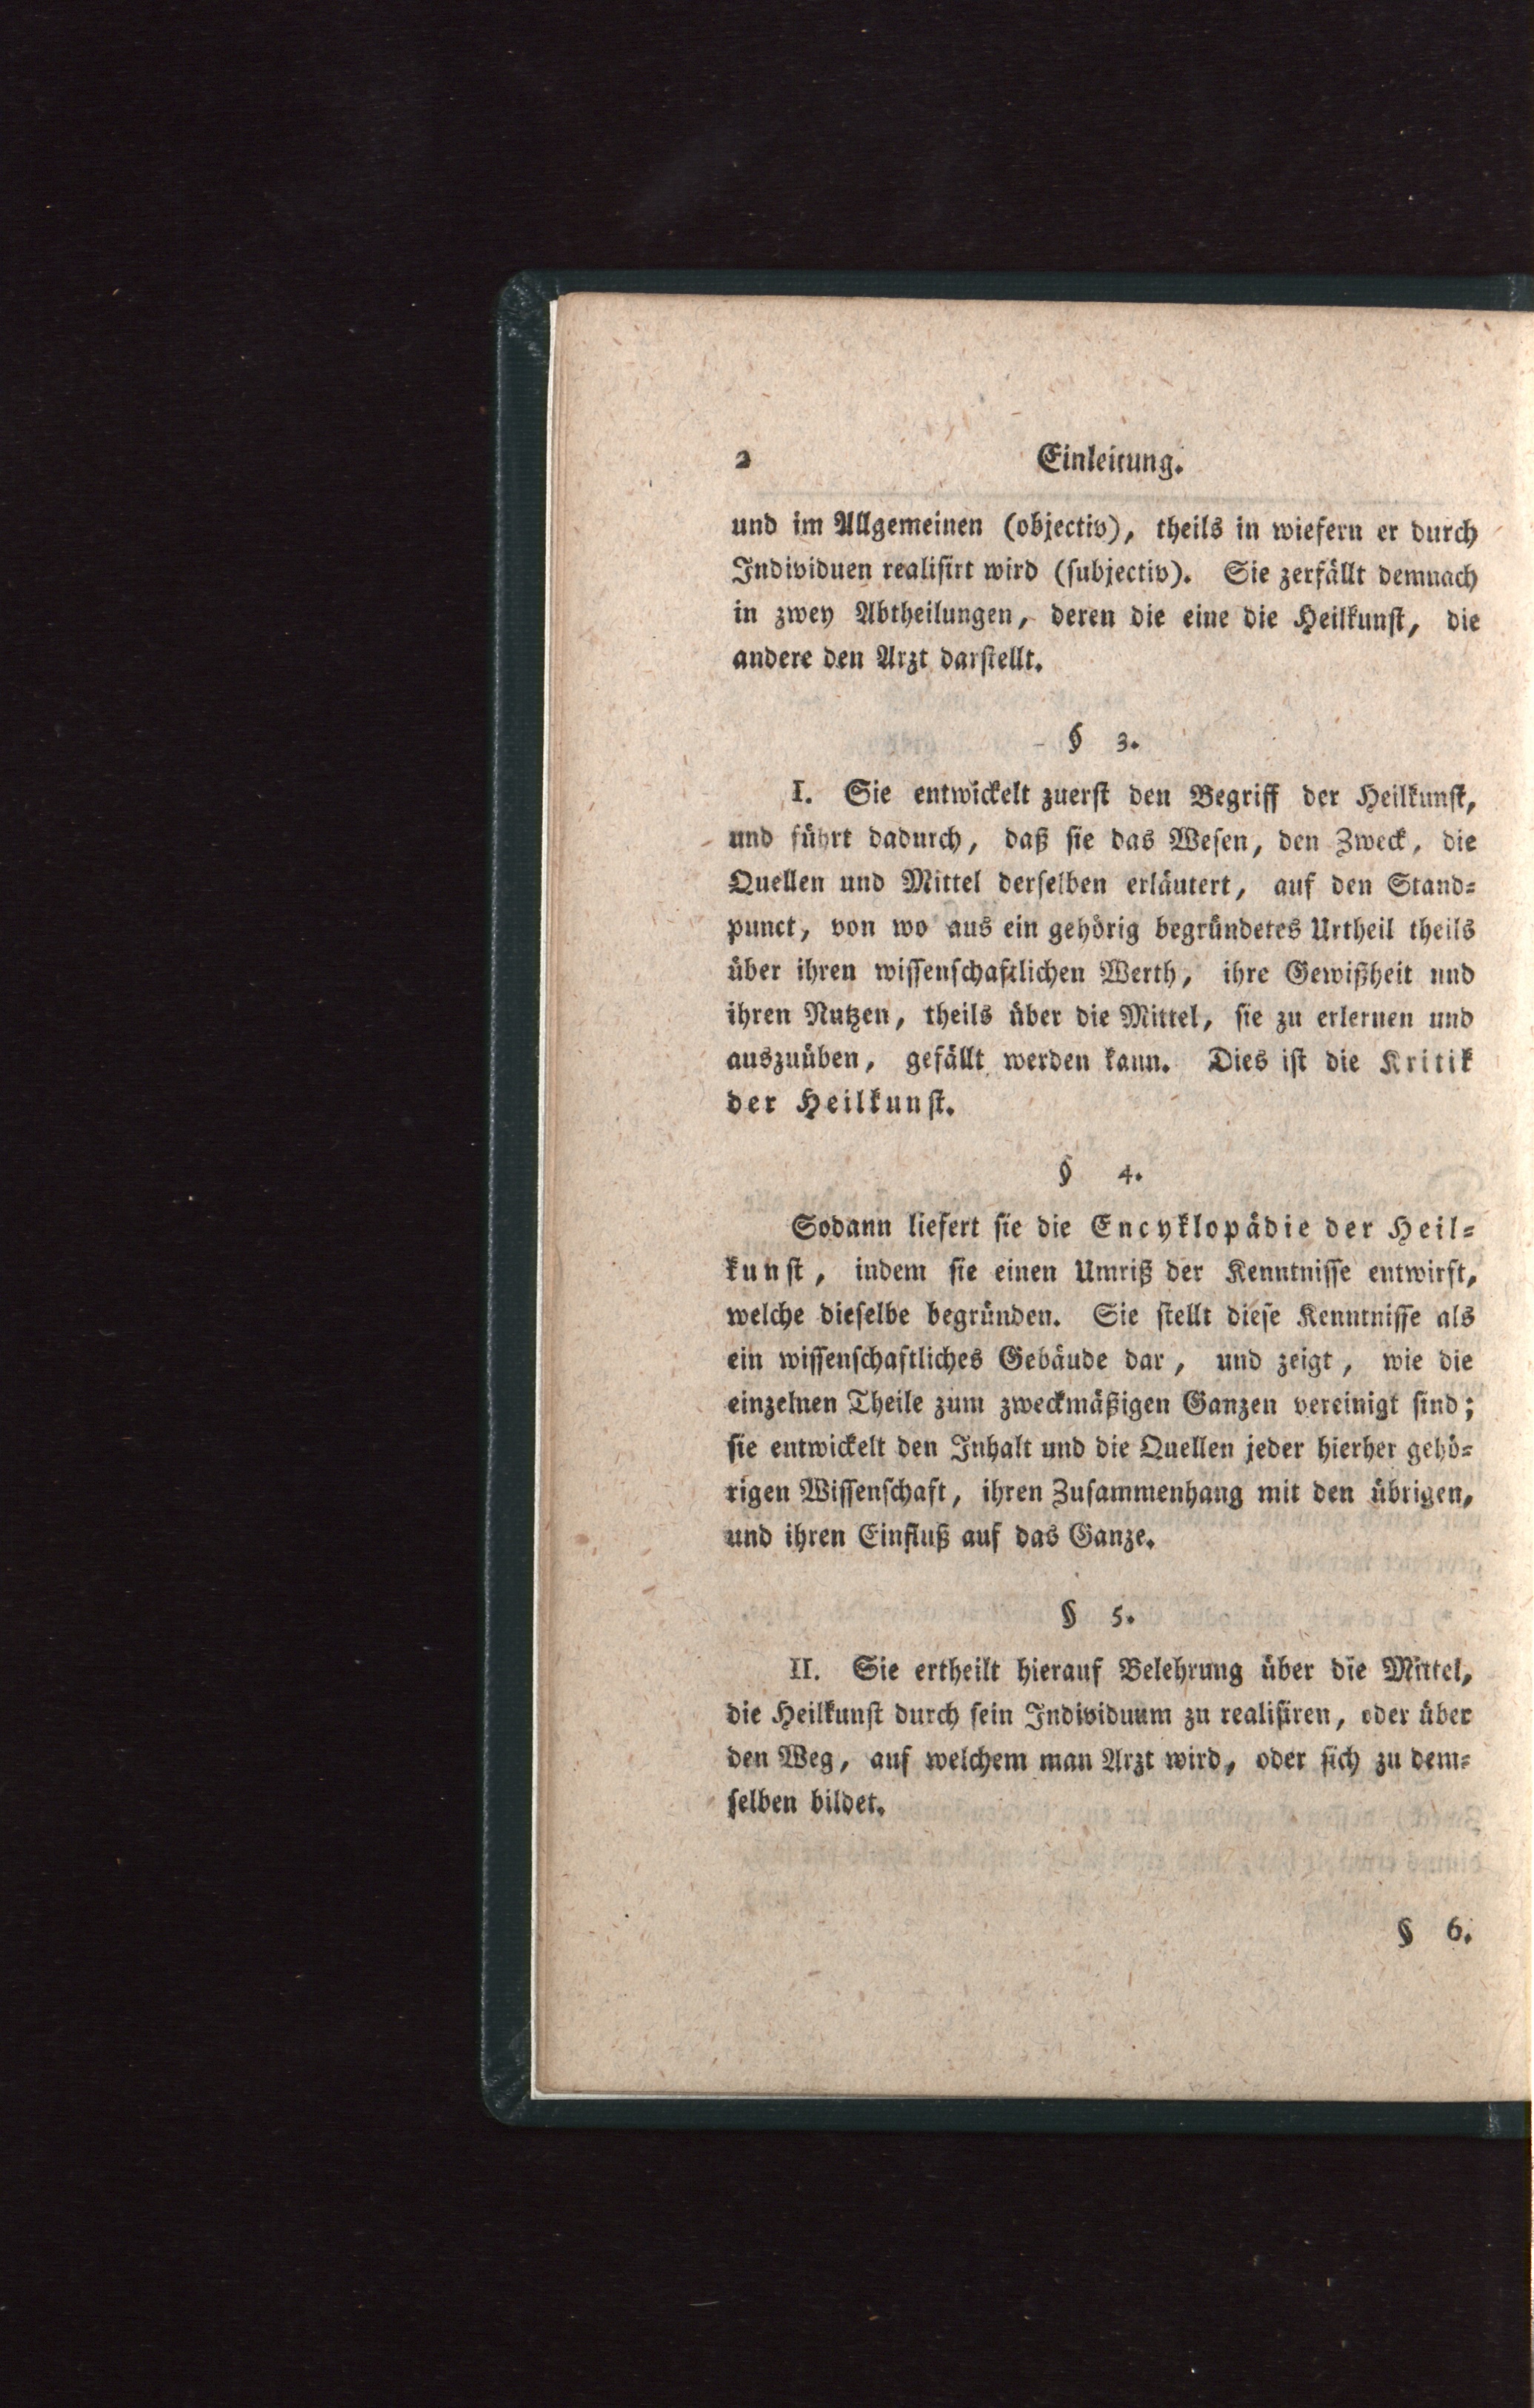 2 Einleitung.
und im Allgemeinen (objectiv), theils in wiefern er durch
Individuen realisirt wird (subjectiv). Sie zerfällt demnach
in zwey Abtheilungen, deren die eine die Heilkunst, die
andere den Arzt darstellt.
§ 3.
I. Sie entwickelt zuerst den Begriff der Heilkunst,
und führt dadurch, daß sie das Wesen, den Zweck, die
Quellen und Mittel derselben erläutert, auf den Stand-
punct, von wo aus ein gehörig begründetes Urtheil theils
über ihren wissenschaftlichen Werth, ihre Gewißheit und
ihren Nutzen, theils über die Mittel, sie zu erlernen und
auszuüben, gefällt werden kann. Dies ist die Kritik
der Heilkunst.
§ 4.
Sodann liefert sie die Encyklopädie der Heil-
kunst, indem sie einen Umriß der Kenntnisse entwirft,
welche dieselbe begründen. Sie stellt diese Kenntnisse als
ein wissenschaftliches Gebäude dar, und zeigt, wie die
einzelnen Theile zum zweckmäßigen Ganzen vereinigt sind;
sie entwickelt den Inhalt und die Quellen jeder hierher gehö-
rigen Wissenschaft, ihren Zusammenhang mit den übrigen,
und ihren Einfluß auf das Ganze.
§ 5.
II. Sie ertheilt hierauf Belehrung über die Mittel,
die Heilkunst durch sein Individuum zu realisiren, oder über
den Weg, auf welchem man Arzt wird, oder sich zu dem-
selben bildet.
§ 6.